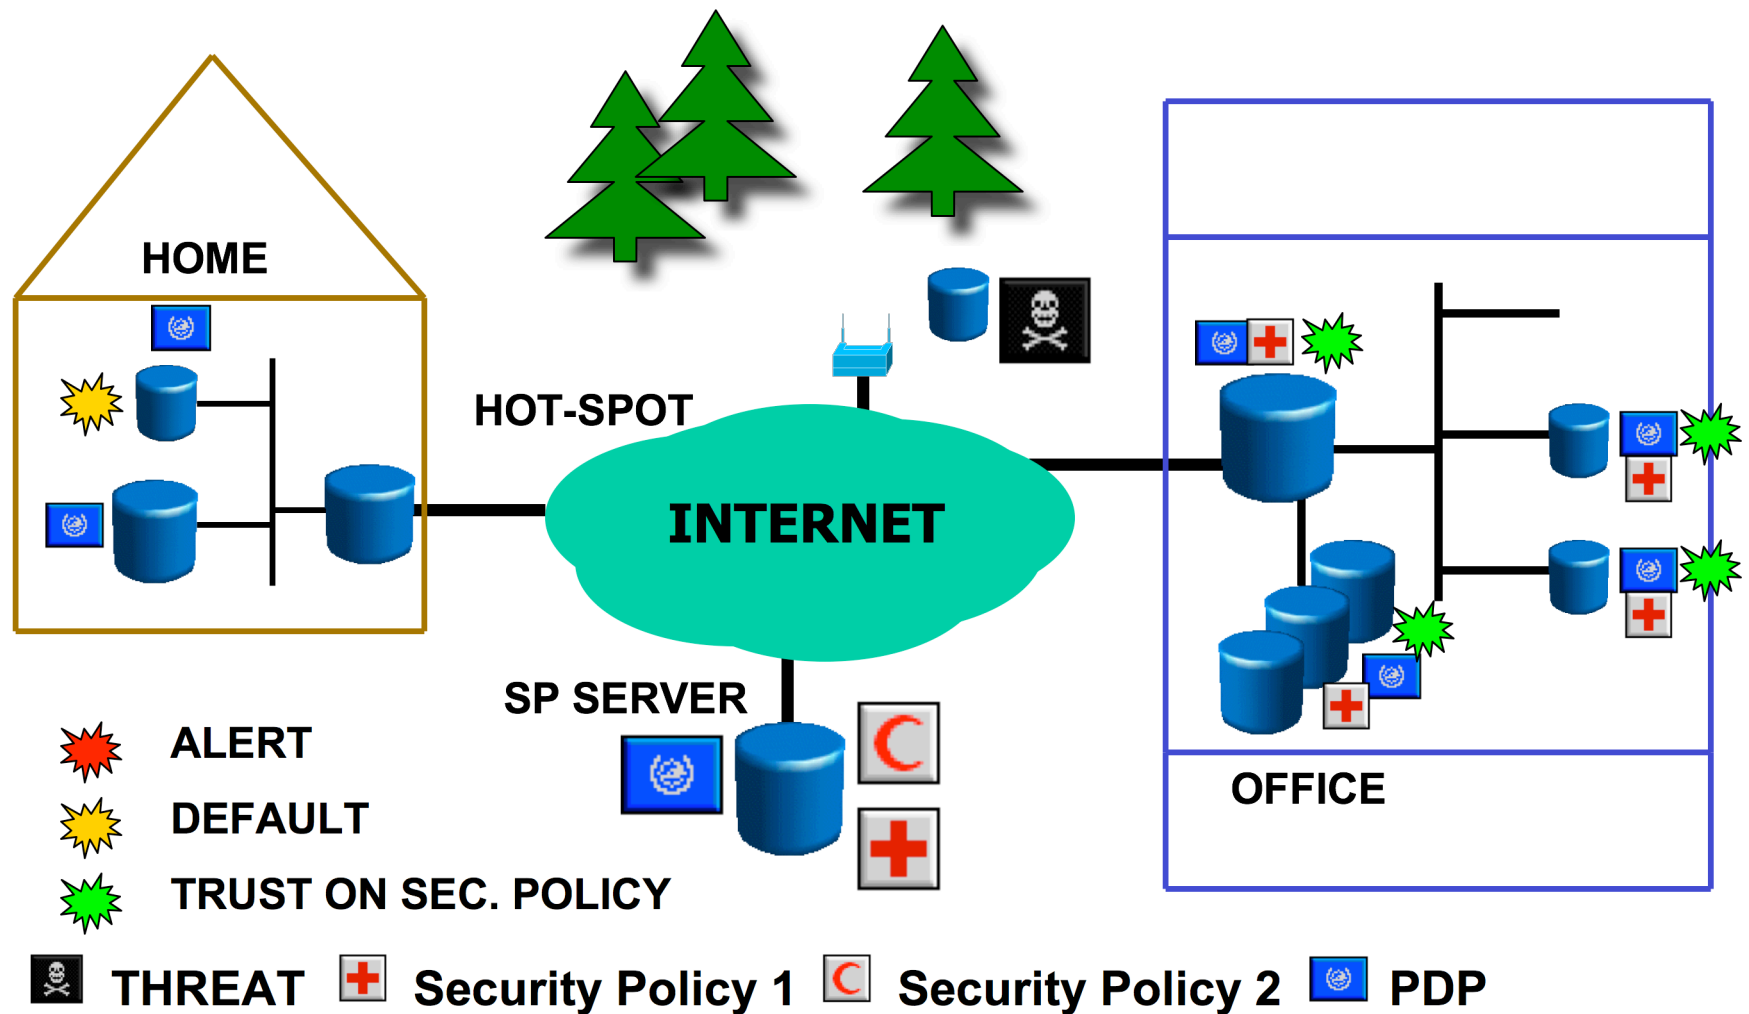 HOME
HOT-SPOT
INTERNET
SP SERVER
OFFICE
ALERT
DEFAULT
TRUST ON SEC. POLICY
THREAT Security Policy 1 Security Policy 2 PDP